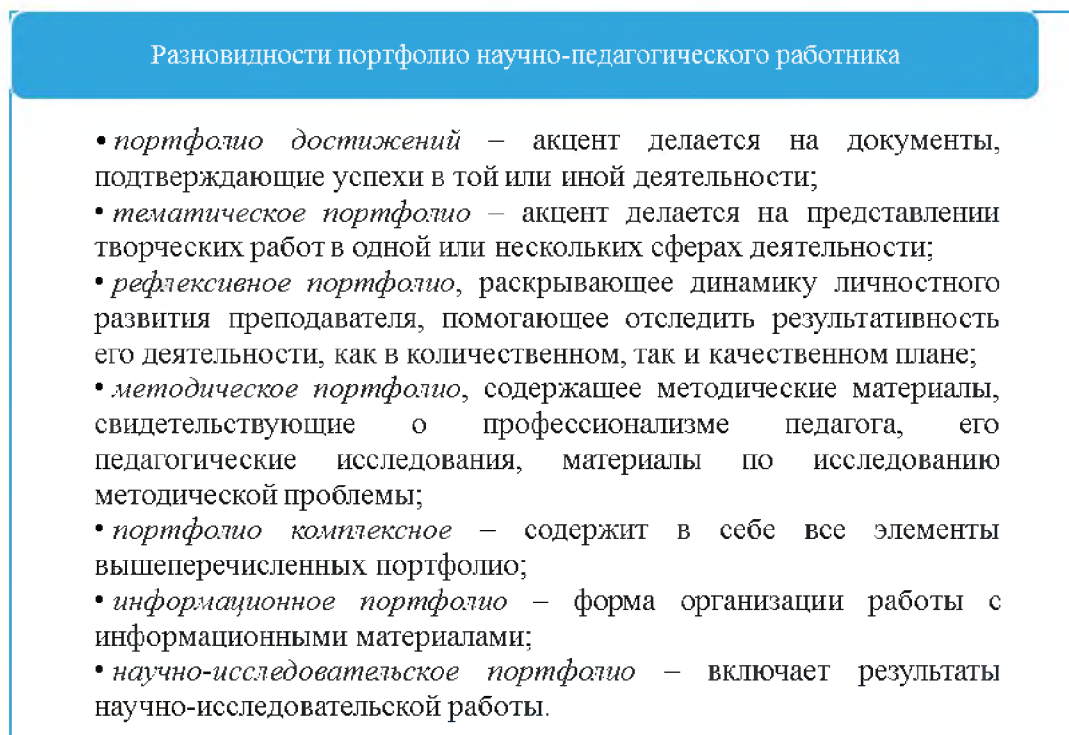 Разновидности портфолио научно-педагогического работника
• портфолио достижений – акцент делается на документы,
подтверждающие успехи в той или иной деятельности;
• тематическое портфолио – акцент делается на представлении
творческих работ в одной или нескольких сферах деятельности;
• рефлексивное портфолио, раскрывающее динамику личностного
развития преподавателя, помогающее отследить результативность
его деятельности, как в количественном, так и качественном плане;
• методическое портфолио, содержащее методические материалы,
свидетельствующие о профессионализме педагога, его
педагогические исследования, материалы по исследованию
методической проблемы;
• портфолио комплексное – содержит в себе все элементы
вышеперечисленных портфолио;
• информационное портфолио – форма организации работы с
информационными материалами;
• научно-исследовательское портфолио – включает результаты
научно-исследовательской работы.